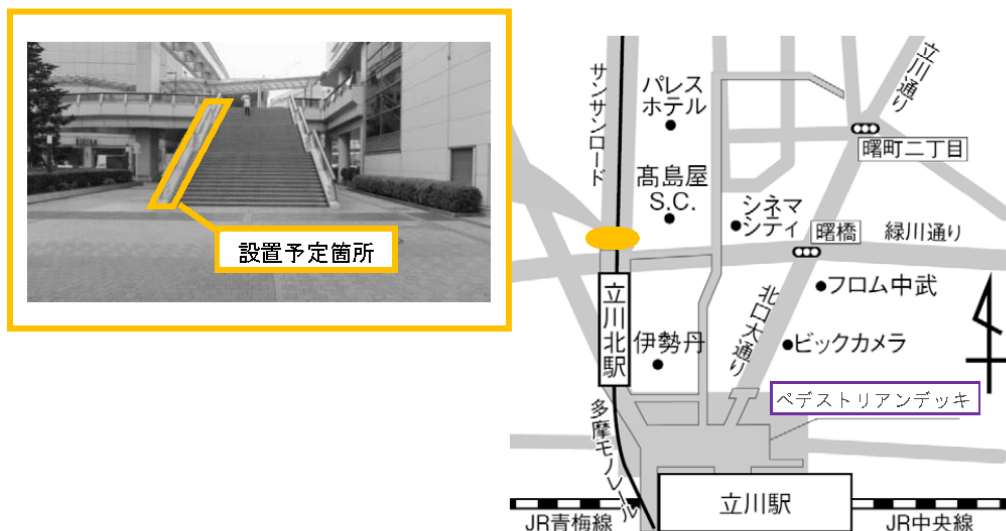 設置予定箇所
サンサンロード
パレス
ホテル
立川通り
曙町二丁目
髙島屋
S.C.
シネマ
シティ
曙橋
緑川通り
フロム中武
立川北駅
北口大通り
伊勢丹
ビックカメラ
ペデストリアンデッキ
多摩モノレール
立川駅
JR青梅線
JR中央線